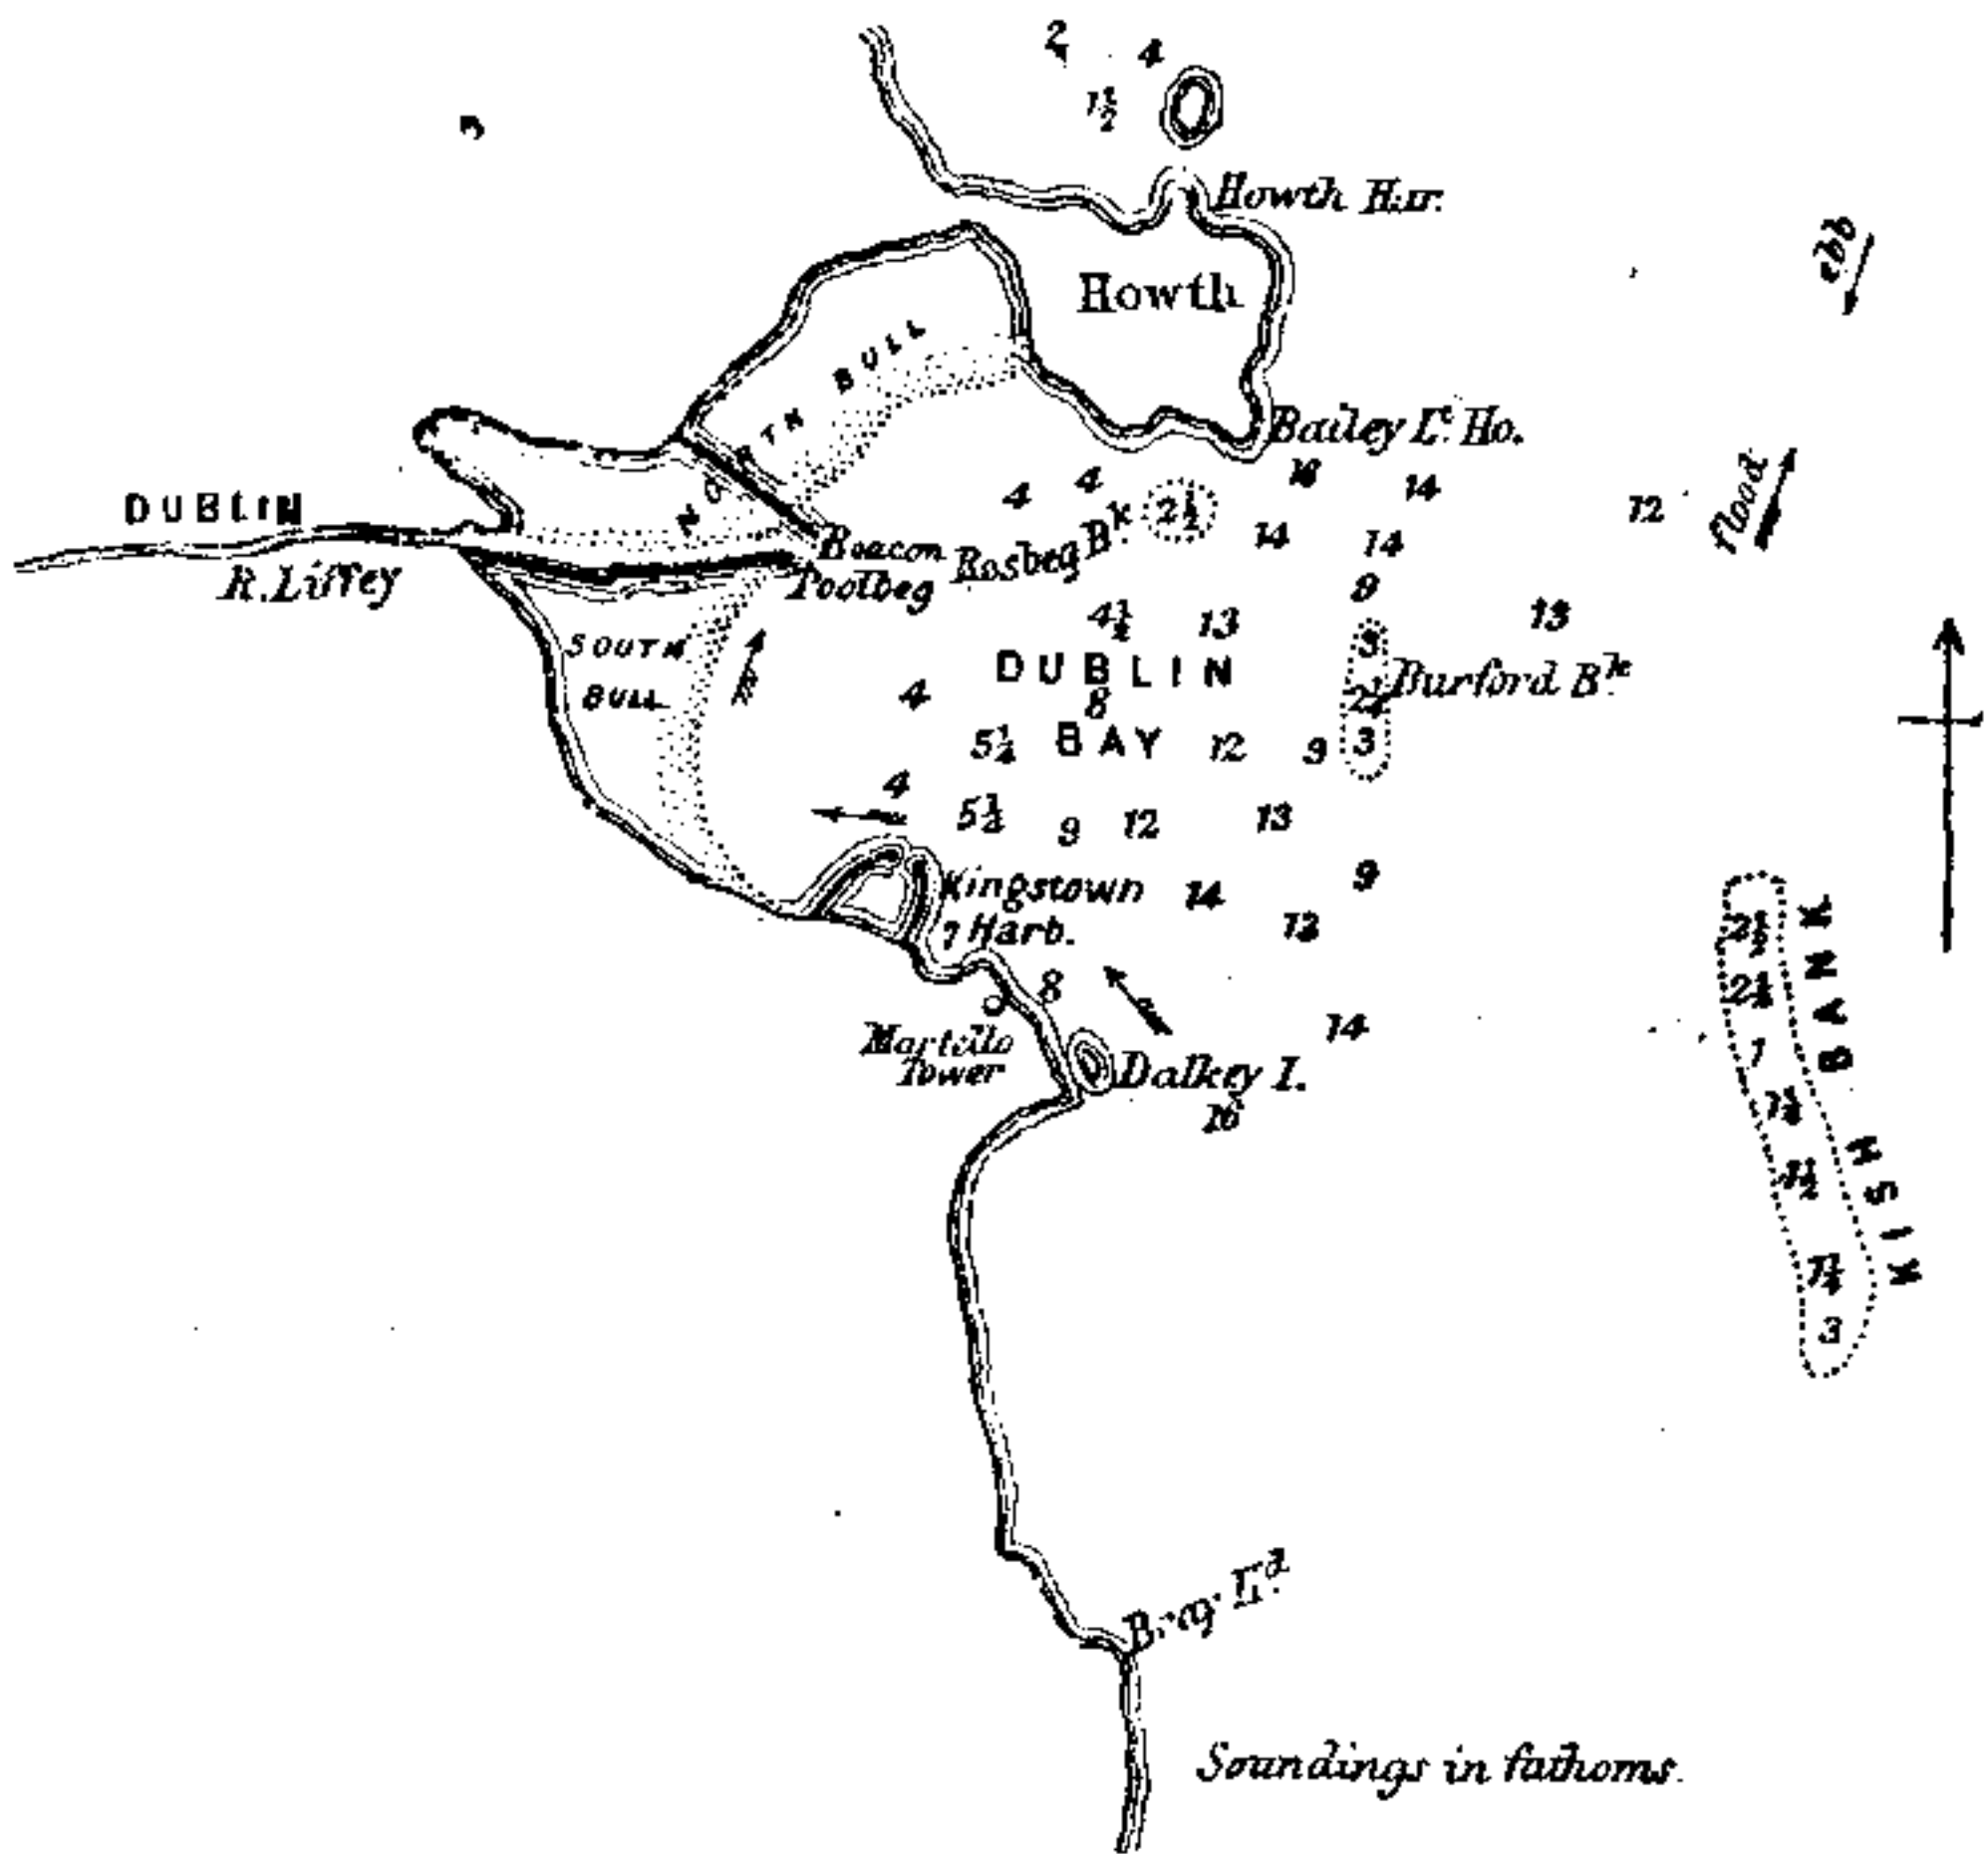 2 4
1½
Howth Har.
Howth
ebb
NORTH BULL
Bailey Lt. Ho.
14
4 4 2½
12
flood
DUBLIN
14 14
Beacon
Rosbeg Bk.
R. Liffey
Poolbeg
9
4½ 13
13
SOUTH
BULL
DUBLIN
3
Burford Bk.
4 8
2¼
5¼ BAY 12 9 3
4
5½ 9 12 13
Kingstown 14 9
7 Harb.
8
14
Martello
Tower
Dalkey I.
16
KISH BANK
2½
1
1½
1¼
3
Bray Hd.
Soundings in fathoms.